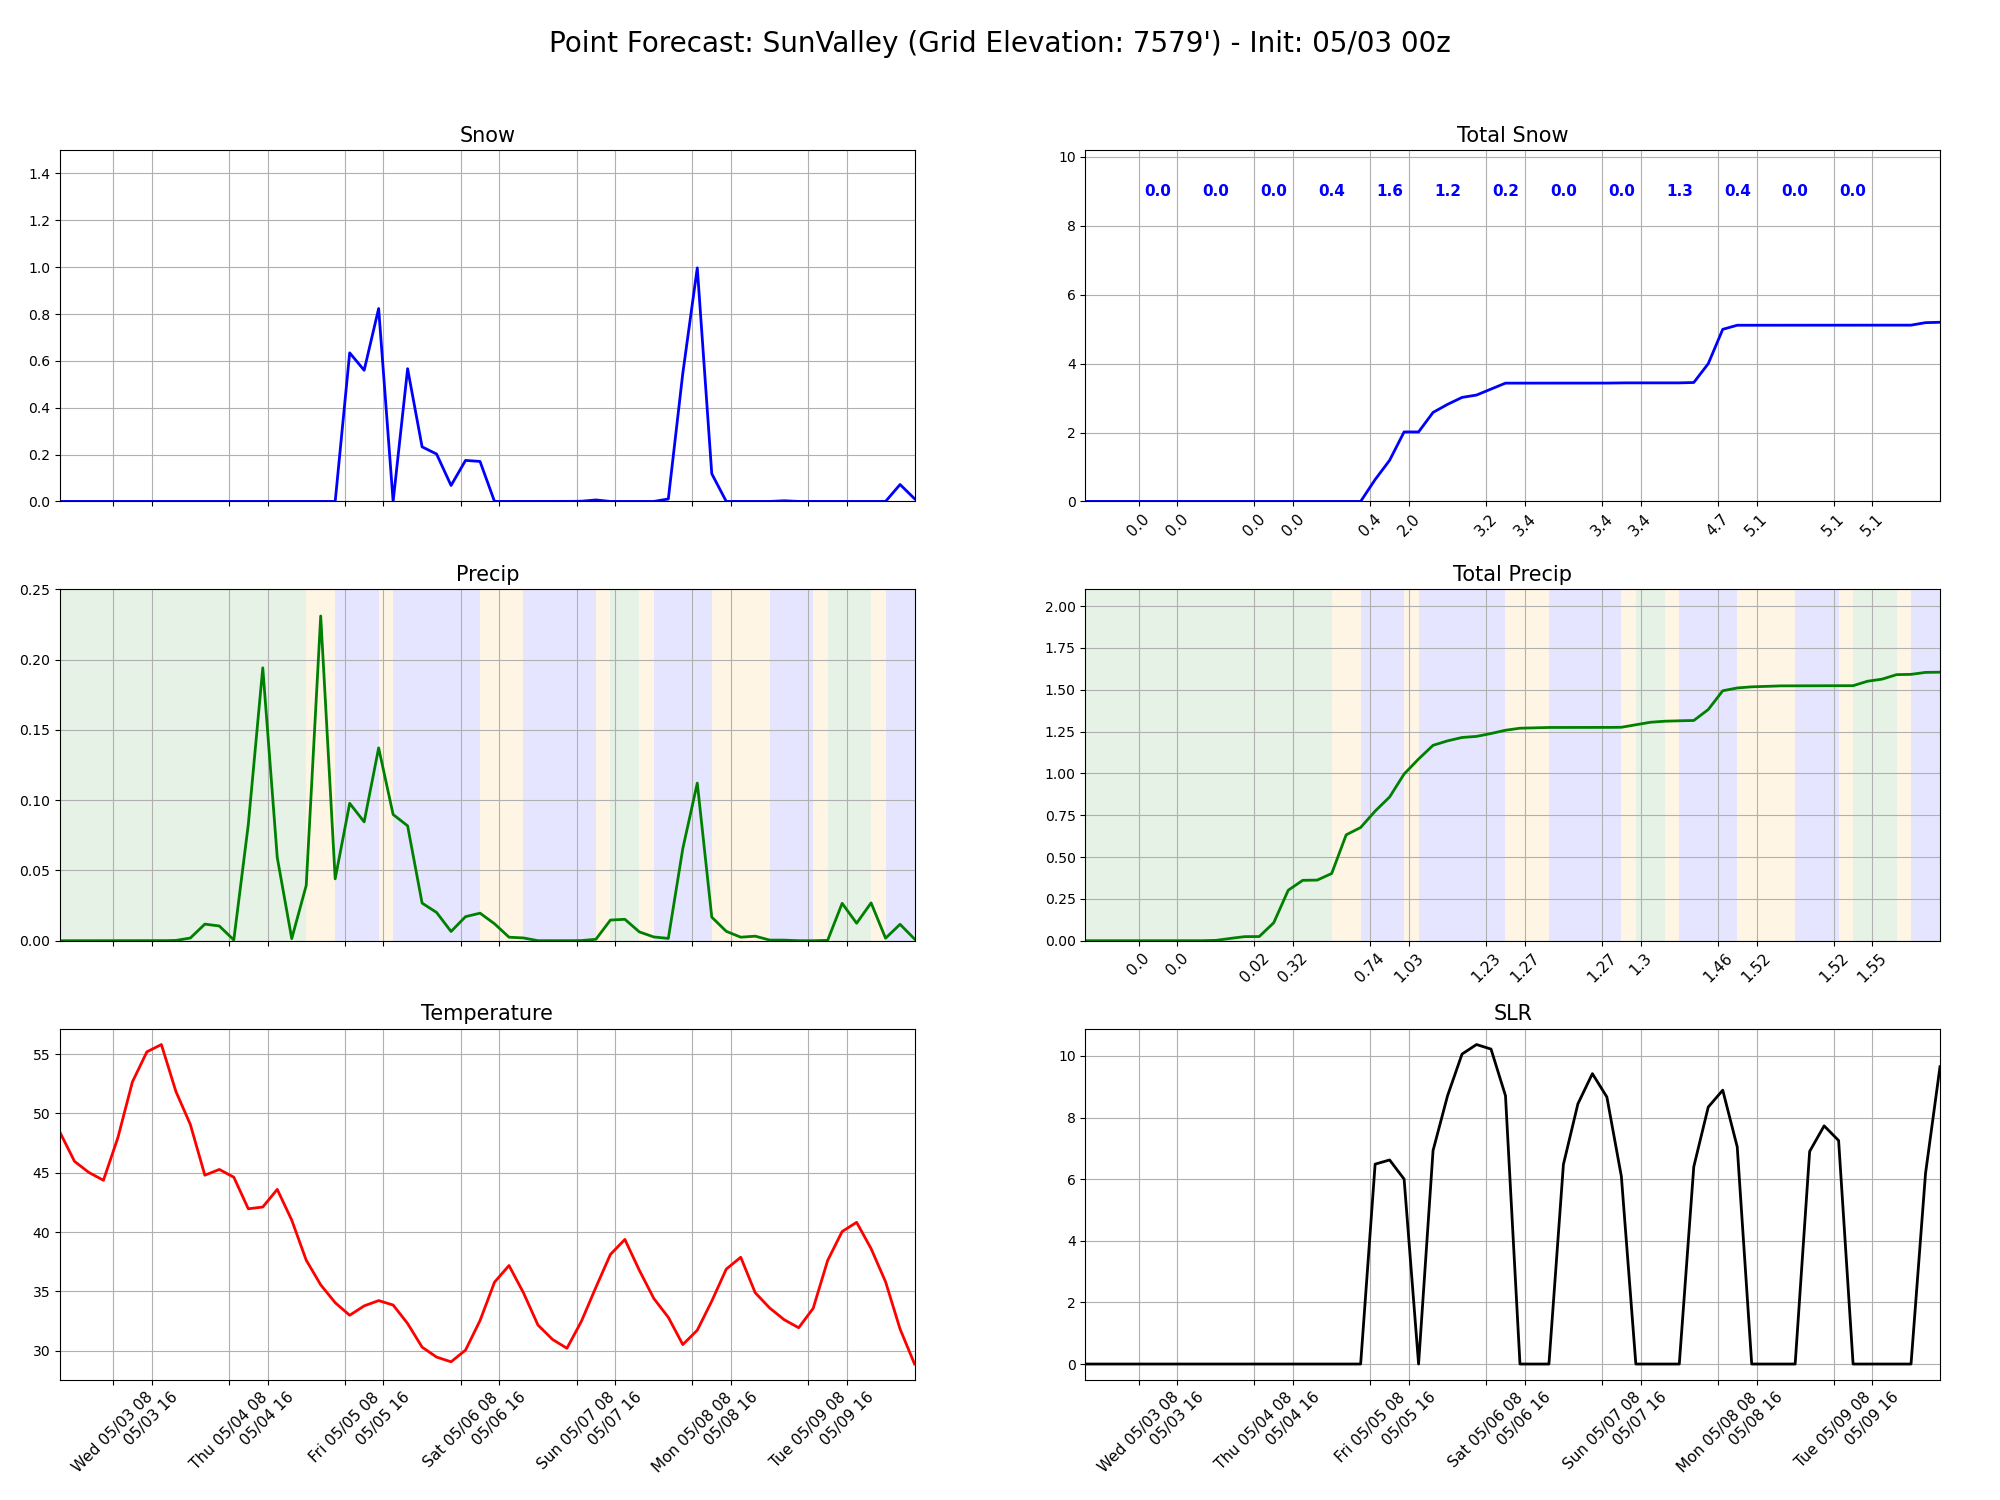 Point Forecast: SunValley (Grid Elevation: 7579') - Init: 05/03 00z
Snow
1.4
1.2
1.0
0.8
0.6
0.4
0.2
0.0
Total Snow
10
8
6
4
2
0
0.0 0.0 0.0 0.4 1.6 1.2 0.2 0.0 0.0 1.3 0.4 0.0 0.0
0.0 0.0 0.0 0.0 0.4 2.0 3.2 3.4 3.4 3.4 4.7 5.1 5.1 5.1
Precip
0.25
0.20
0.15
0.10
0.05
0.00
Total Precip
2.00
1.75
1.50
1.25
1.00
0.75
0.50
0.25
0.00
0.0 0.0 0.02 0.32 0.74 1.03 1.23 1.27 1.27 1.3 1.46 1.52 1.52 1.55
Temperature
55
50
45
40
35
30
Wed 05/03 08
05/03 16
Thu 05/04 08
05/04 16
Fri 05/05 08
05/05 16
Sat 05/06 08
05/06 16
Sun 05/07 08
05/07 16
Mon 05/08 08
05/08 16
Tue 05/09 08
05/09 16
SLR
10
8
6
4
2
0
Wed 05/03 08
05/03 16
Thu 05/04 08
05/04 16
Fri 05/05 08
05/05 16
Sat 05/06 08
05/06 16
Sun 05/07 08
05/07 16
Mon 05/08 08
05/08 16
Tue 05/09 08
05/09 16